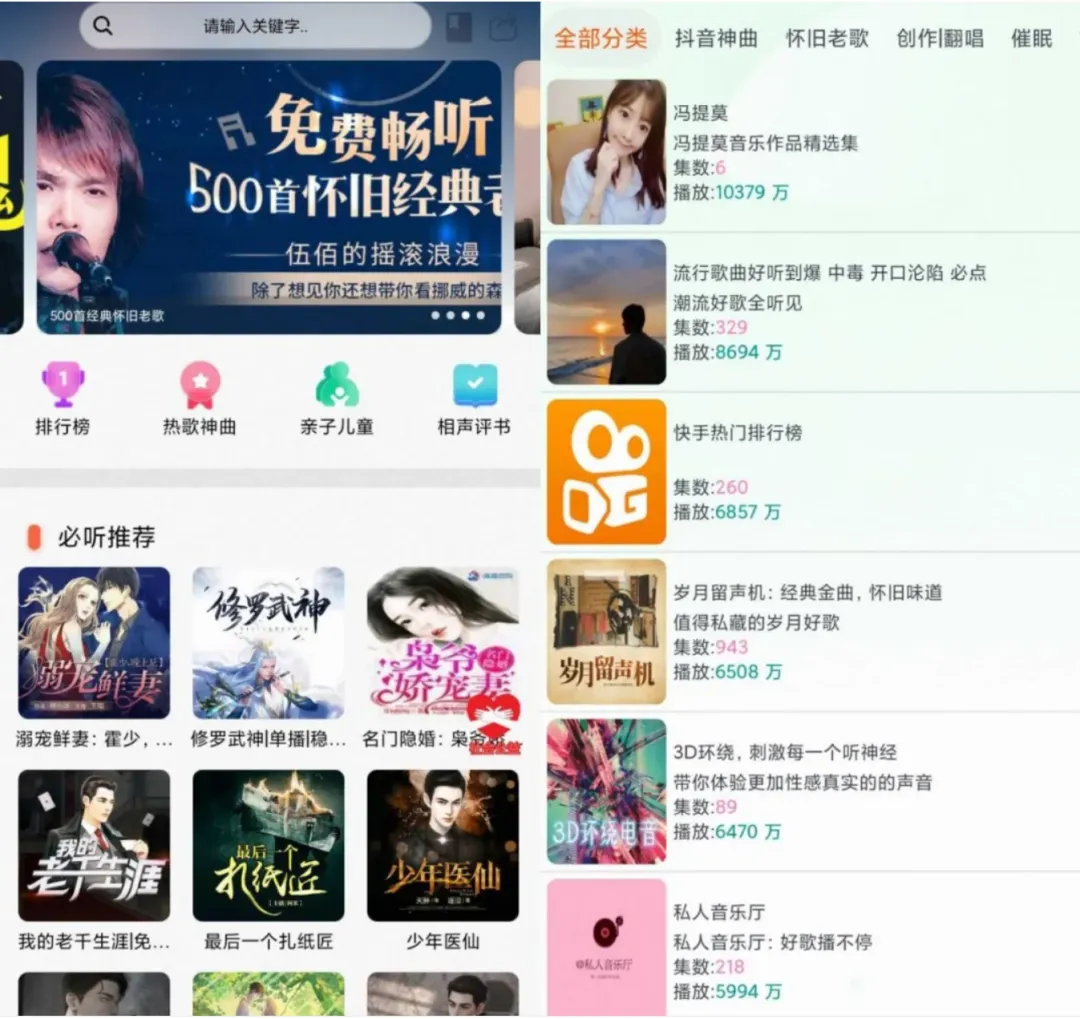 请输入关键字..
免费畅听
500首怀旧经典老
伍佰的摇滚浪漫
除了想见你还想带你看挪威的森
500首经典怀旧老歌
1
排行榜
热歌神曲
亲子儿童
相声评书
必听推荐
溺宠鲜妻
修罗武神
枭爷
名门隐婚
娇宠妻
溺宠鲜妻：霍少，...
修罗武神|单播|稳...
名门隐婚：枭爷
我的
老千生涯
最后一个
扎纸匠
少年医仙
我的老千生涯|免...
最后一个扎纸匠
少年医仙
全部分类
抖音神曲
怀旧老歌
创作|翻唱
催眠
冯提莫
冯提莫音乐作品精选集
集数:6
播放:10379 万
流行歌曲好听到爆 中毒 开口沦陷 必点
潮流好歌全听见
集数:329
播放:8694 万
快手热门排行榜
集数:260
播放:6857 万
岁月留声机
岁月留声机：经典金曲，怀旧味道
值得私藏的岁月好歌
集数:943
播放:6508 万
3D环绕电音
3D环绕，刺激每一个听神经
带你体验更加性感真实的的声音
集数:89
播放:6470 万
@私人音乐厅
私人音乐厅
私人音乐厅：好歌播不停
集数:218
播放:5994 万